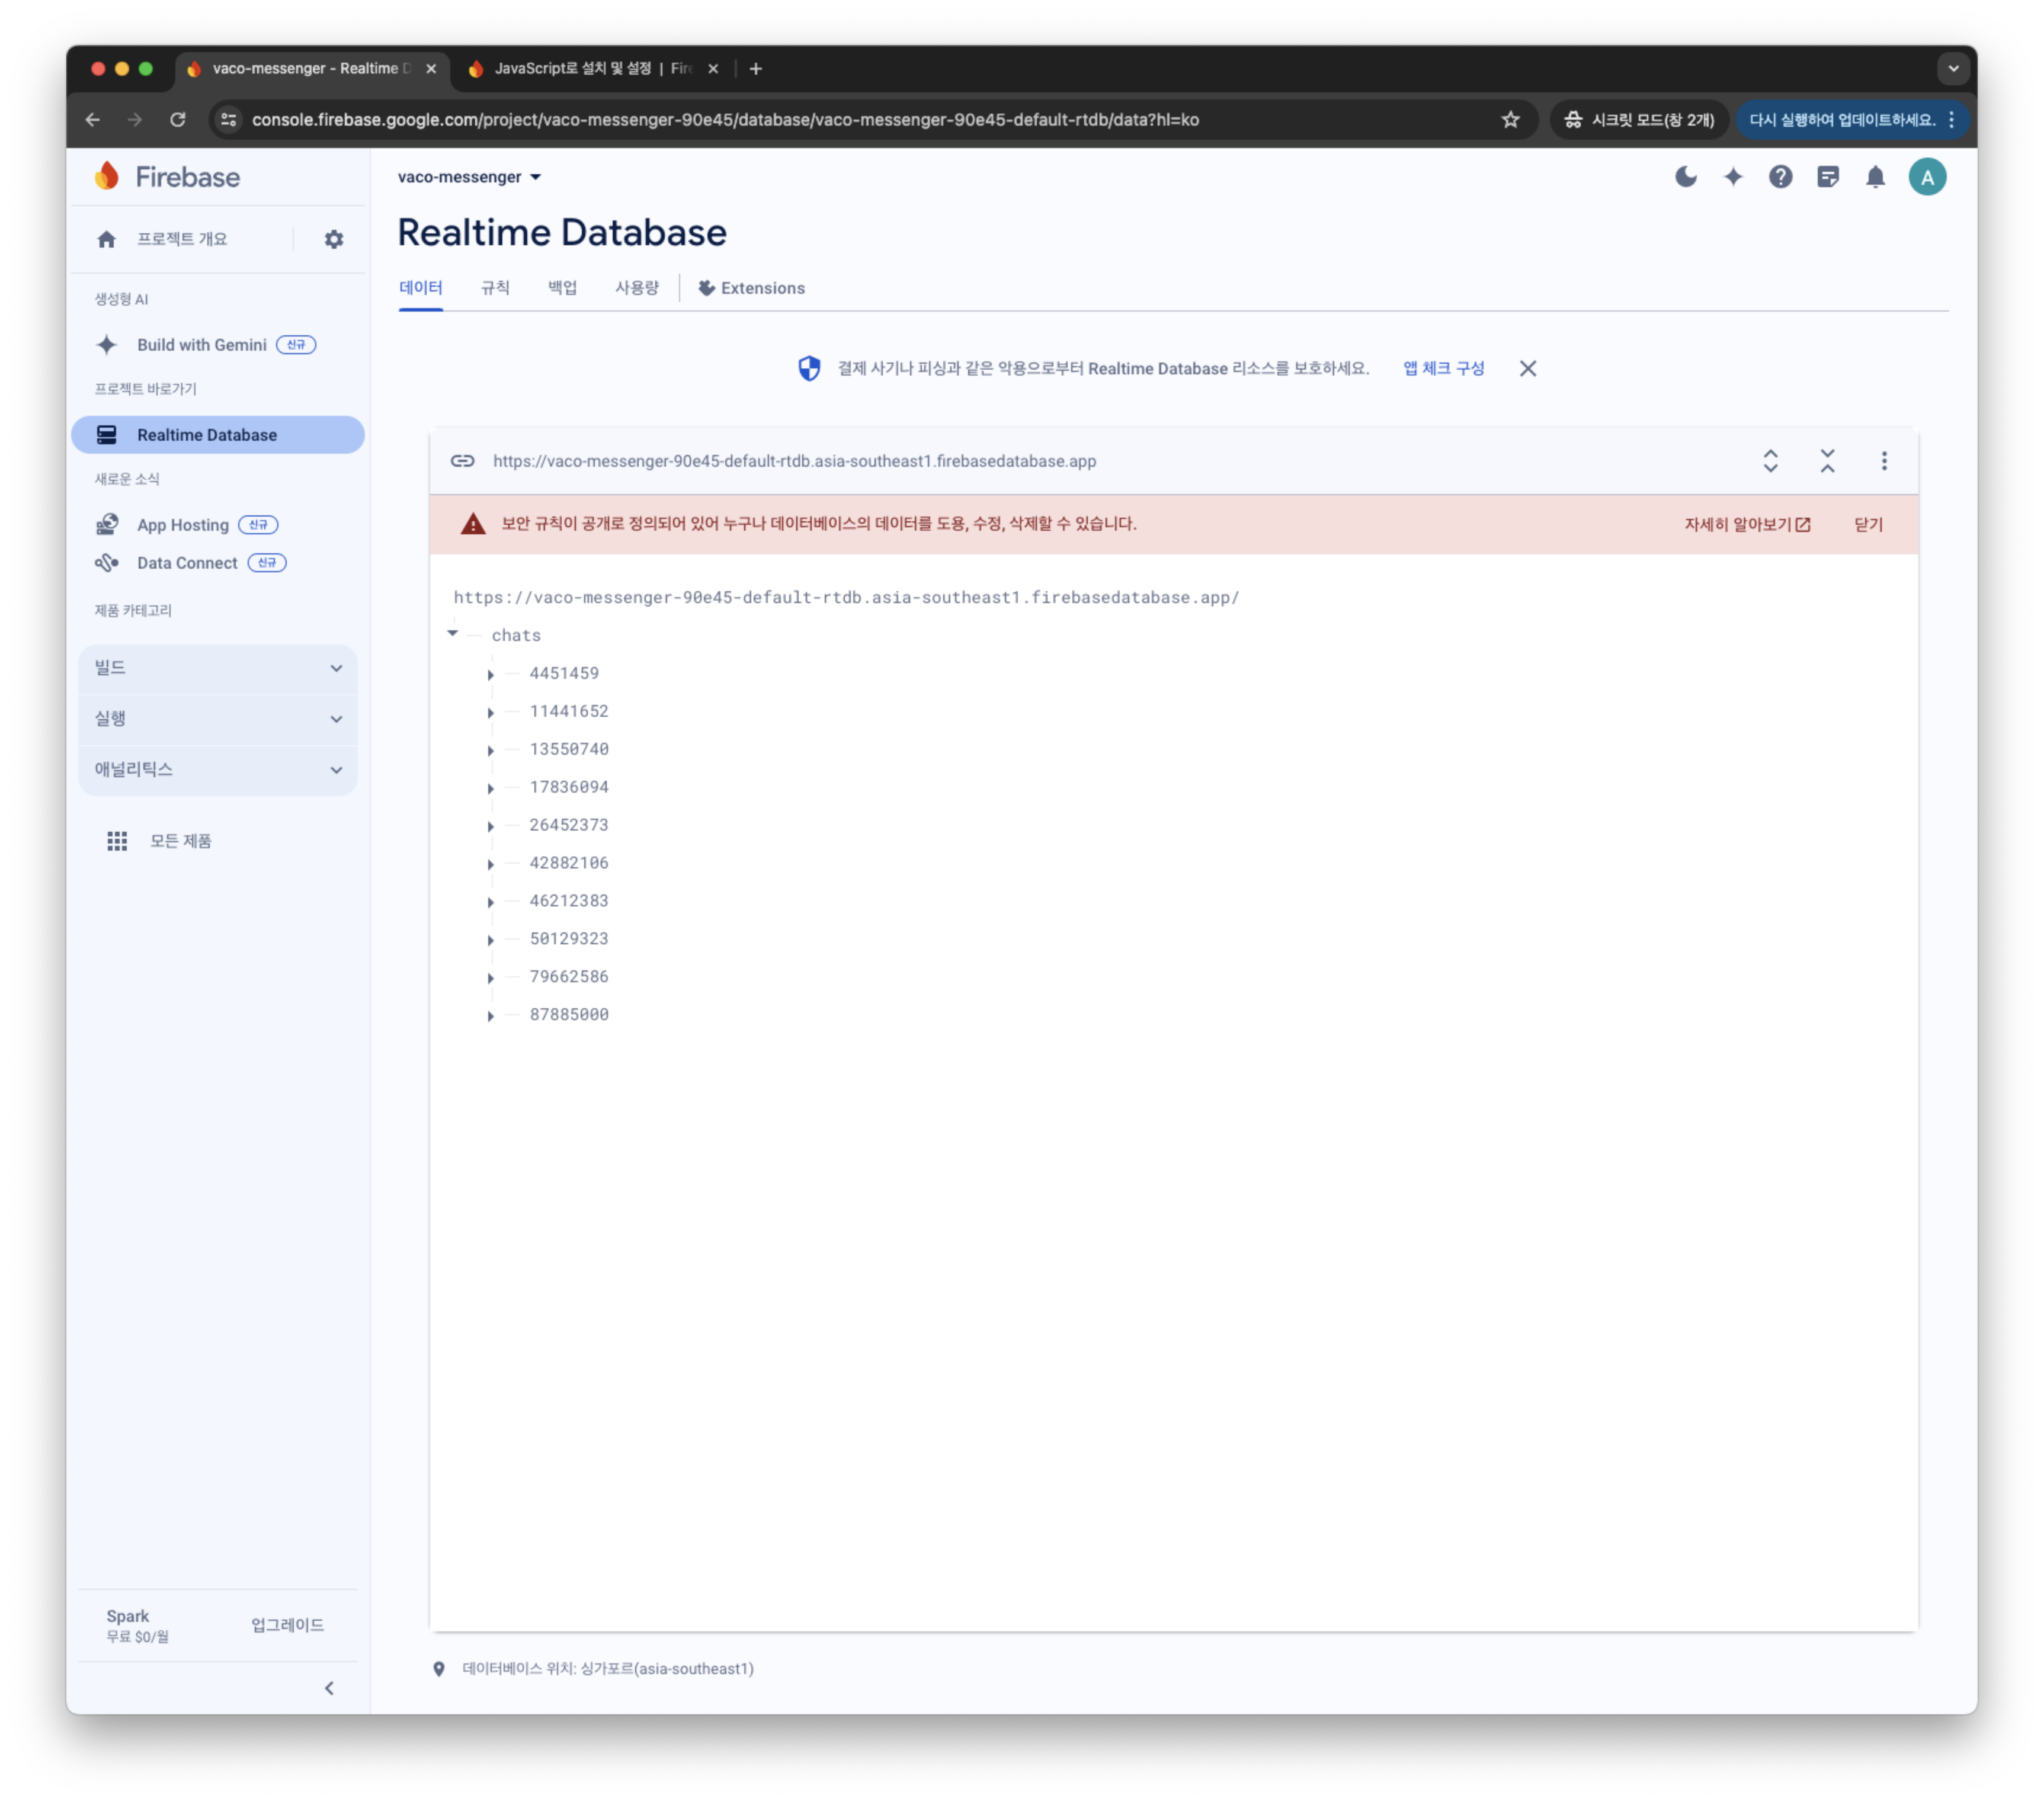 vaco-messenger - Realtime D
JavaScript로 설치 및 설정 | Fire
console.firebase.google.com/project/vaco-messenger-90e45/database/vaco-messenger-90e45-default-rtdb/data?hl=ko
시크릿 모드(창 2개)
다시 실행하여 업데이트하세요.
Firebase
프로젝트 개요
생성형 AI
Build with Gemini 신규
프로젝트 바로가기
Realtime Database
새로운 소식
App Hosting 신규
Data Connect 신규
제품 카테고리
빌드
실행
애널리틱스
모든 제품
Spark
무료 $0/월
업그레이드
vaco-messenger
A
Realtime Database
데이터 규칙 백업 사용량 Extensions
결제 사기나 피싱과 같은 악용으로부터 Realtime Database 리소스를 보호하세요. 앱 체크 구성
https://vaco-messenger-90e45-default-rtdb.asia-southeast1.firebasedatabase.app
보안 규칙이 공개로 정의되어 있어 누구나 데이터베이스의 데이터를 도용, 수정, 삭제할 수 있습니다. 자세히 알아보기 닫기
https://vaco-messenger-90e45-default-rtdb.asia-southeast1.firebasedatabase.app/
chats
4451459
11441652
13550740
17836094
26452373
42882106
46212383
50129323
79662586
87885000
데이터베이스 위치: 싱가포르(asia-southeast1)